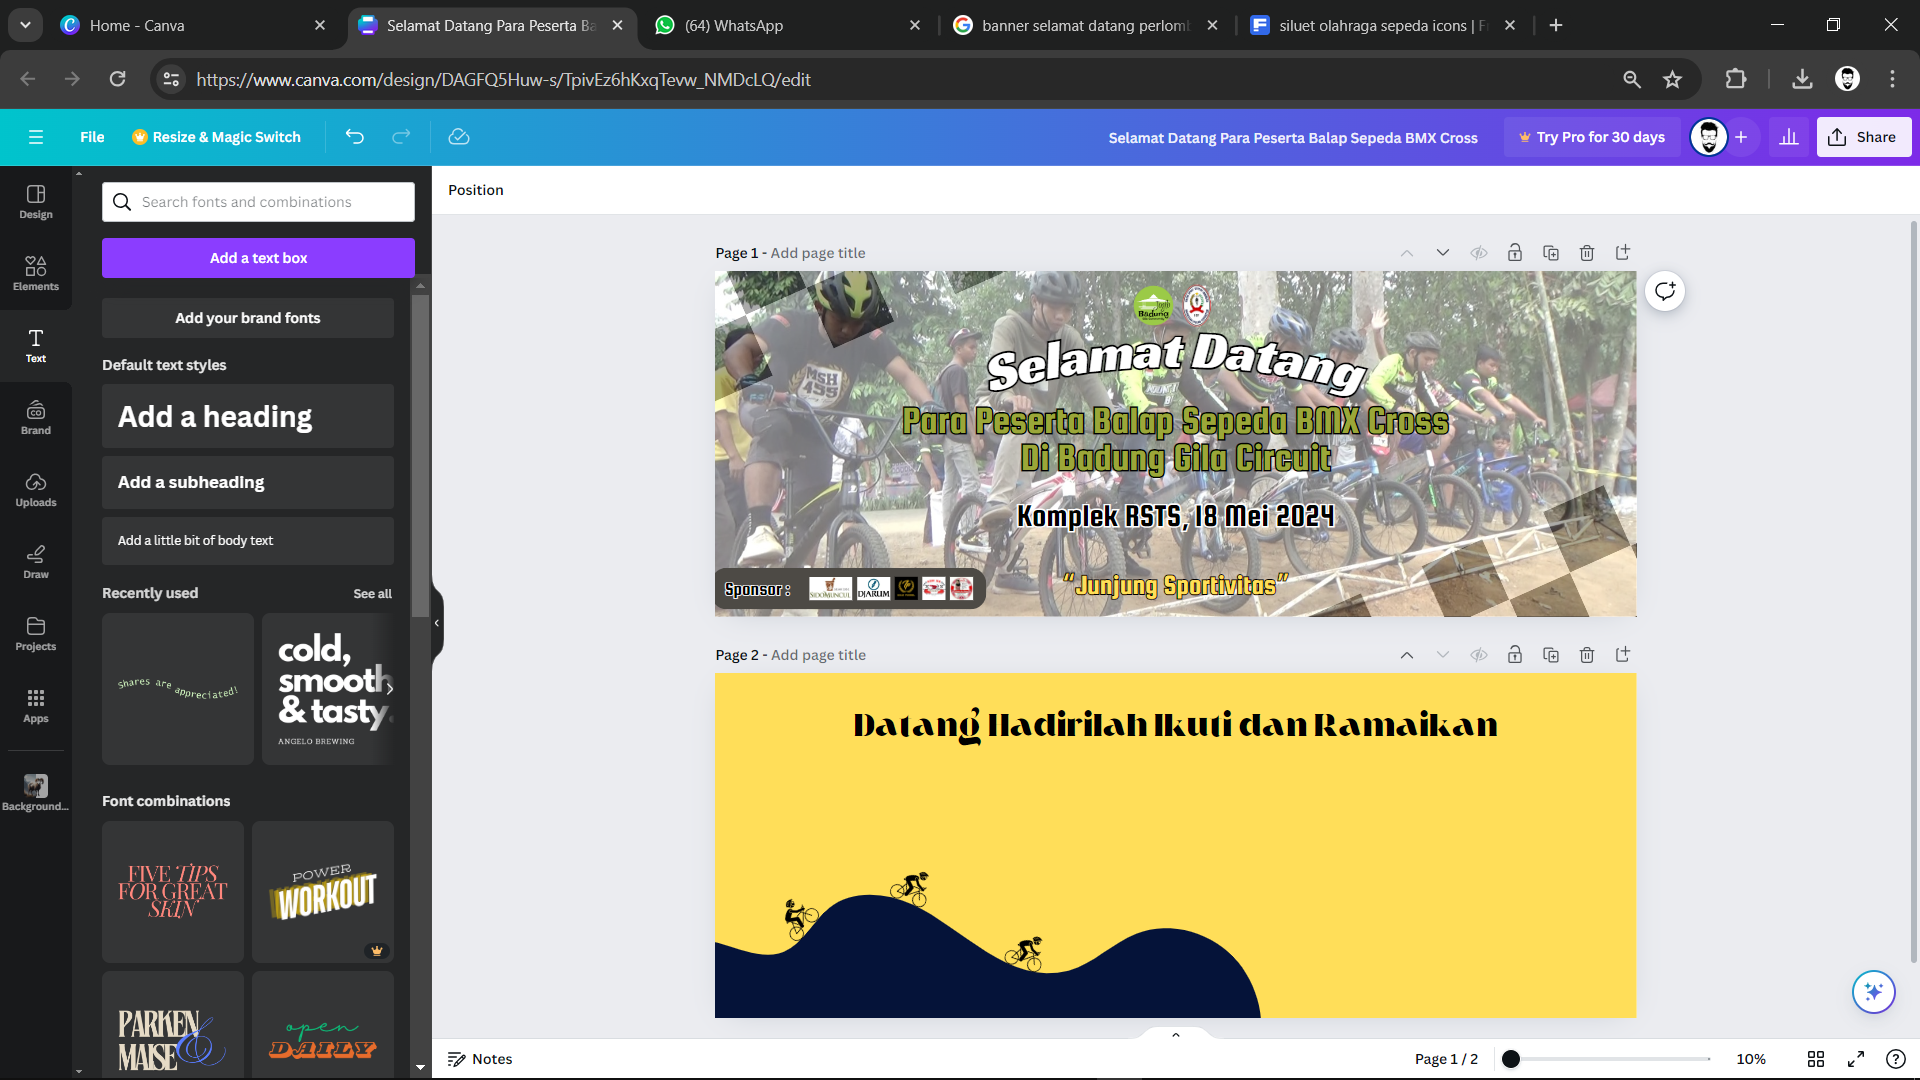 Home - Canva
Selamat Datang Para Peserta Ba
(64) WhatsApp
banner selamat datang perlomb
siluet olahraga sepeda icons | F
https://www.canva.com/design/DAGFQ5Huw-s/TpivEz6hKxqTevw_NMDcLQ/edit
File
Resize & Magic Switch
Selamat Datang Para Peserta Balap Sepeda BMX Cross
Try Pro for 30 days
Share
Design
Elements
Text
Brand
Uploads
Draw
Projects
Apps
Background...
Search fonts and combinations
Add a text box
Add your brand fonts
Default text styles
Add a heading
Add a subheading
Add a little bit of body text
Recently used
See all
shares are appreciated!
cold,
smooth
& tasty.
ANGELO BREWING
Font combinations
FIVE TIPS
FOR GREAT
SKIN
POWER
WORKOUT
PARKEN
&
MAISE
open
DAILY
Position
Page 1 - Add page title
Badung
MSH
495
Selamat Datang
Para Peserta Balap Sepeda BMX Cross
Di Badung Gila Circuit
Komplek RSTS, 18 Mei 2024
"Junjung Sportivitas"
Sponsor :
SIDOMUNCUL
DJARUM
Page 2 - Add page title
Datang Hadirilah Ikuti dan Ramaikan
Notes
Page 1 / 2
10%